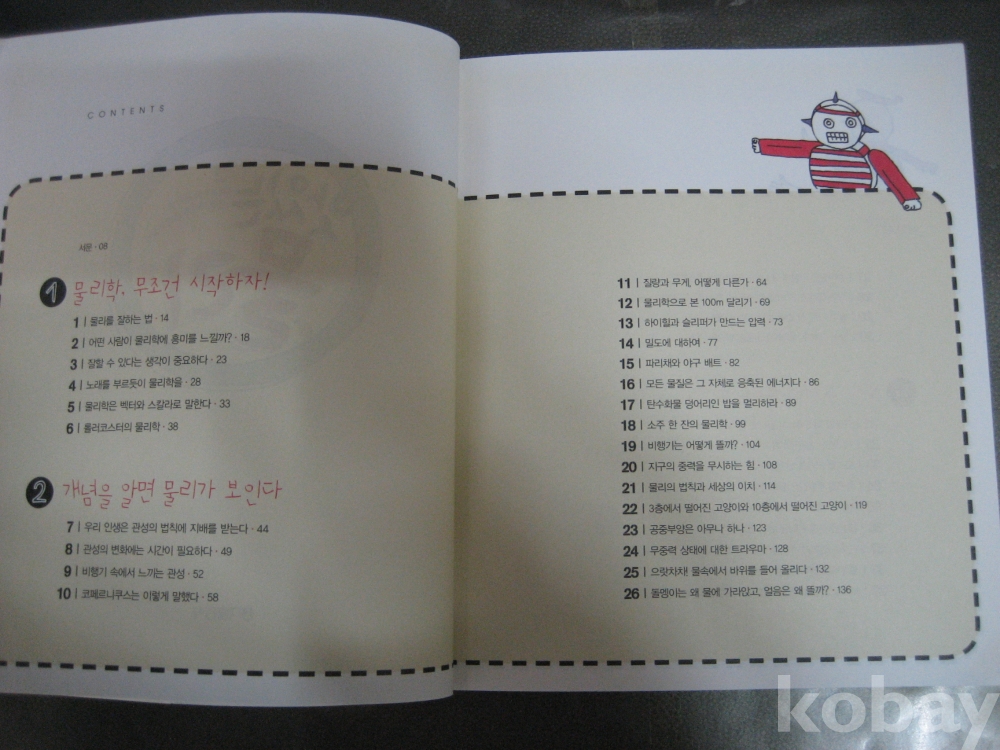 CONTENTS
서문 · 08
1 물리학, 무조건 시작하자!
1 | 물리를 잘하는 법 · 14
2 | 어떤 사람이 물리학에 흥미를 느낄까? · 18
3 | 잘할 수 있다는 생각이 중요하다 · 23
4 | 노래를 부르듯이 물리학을 · 28
5 | 물리학은 벡터와 스칼라로 말한다 · 33
6 | 롤러코스터의 물리학 · 38
2 개념을 알면 물리가 보인다
7 | 우리 인생은 관성의 법칙에 지배를 받는다 · 44
8 | 관성의 변화에는 시간이 필요하다 · 49
9 | 비행기 속에서 느끼는 관성 · 52
10 | 코페르니쿠스는 이렇게 말했다 · 58
11 | 질량과 무게, 어떻게 다른가 · 64
12 | 물리학으로 본 100m 달리기 · 69
13 | 하이힐과 슬리퍼가 만드는 압력 · 73
14 | 밀도에 대하여 · 77
15 | 파리채와 야구 배트 · 82
16 | 모든 물질은 그 자체로 응축된 에너지다 · 86
17 | 탄수화물 덩어리인 밥을 멀리하라 · 89
18 | 소주 한 잔의 물리학 · 99
19 | 비행기는 어떻게 뜰까? · 104
20 | 지구의 중력을 무시하는 힘 · 108
21 | 물리의 법칙과 세상의 이치 · 114
22 | 3층에서 떨어진 고양이와 10층에서 떨어진 고양이 · 119
23 | 공중부양은 아무나 하나 · 123
24 | 무중력 상태에 대한 트라우마 · 128
25 | 으랏차차! 물속에서 바위를 들어 올리다 · 132
26 | 돌멩이는 왜 물에 가라앉고, 얼음은 왜 뜰까? · 136
kobay